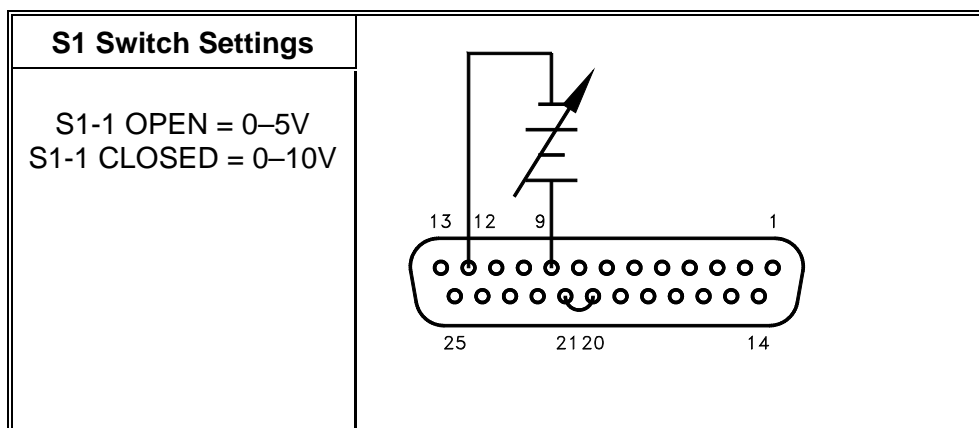 S1 Switch Settings
S1-1 OPEN = 0–5V
S1-1 CLOSED = 0–10V
13 12 9 1
25 21 20 14